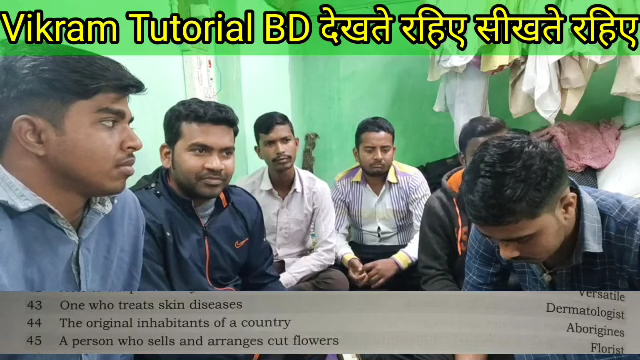 Vikram Tutorial BD देखते रहिए सीखते रहिए
Versatile
43 One who treats skin diseases Dermatologist
44 The original inhabitants of a country Aborigines
45 A person who sells and arranges cut flowers Florist